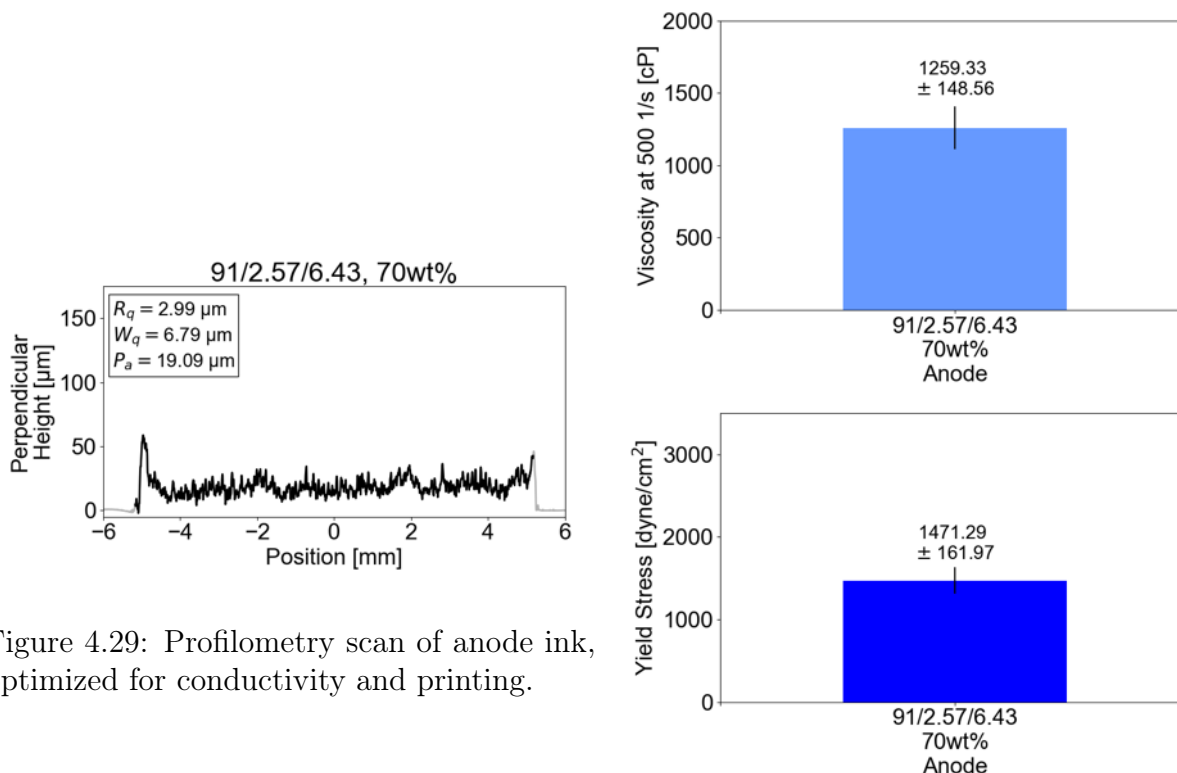 91/2.57/6.43, 70wt%
R_q = 2.99 μm
W_q = 6.79 μm
P_a = 19.09 μm
Perpendicular
Height [μm]
150
100
50
0
−6
−4
−2
0
2
4
6
Position [mm]
igure 4.29: Profilometry scan of anode ink,
ptimized for conductivity and printing.
Viscosity at 500 1/s [cP]
2000
1500
1000
500
0
1259.33
± 148.56
91/2.57/6.43
70wt%
Anode
Yield Stress [dyne/cm²]
3000
2000
1000
0
1471.29
± 161.97
91/2.57/6.43
70wt%
Anode